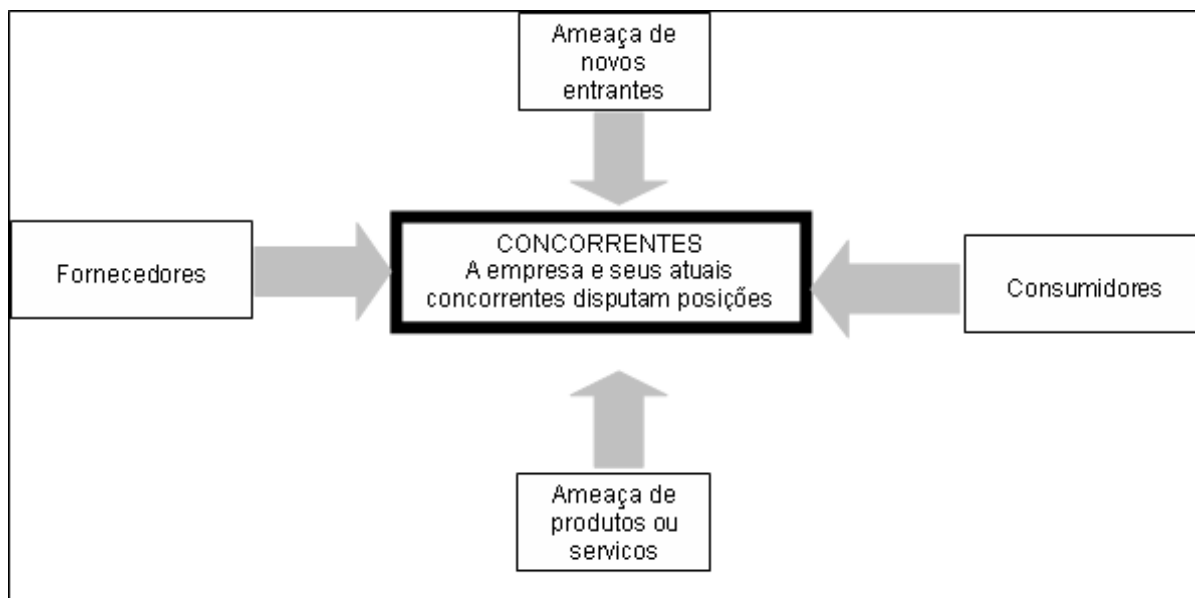 Ameaça de
novos
entrantes
Fornecedores
CONCORRENTES
A empresa e seus atuais
concorrentes disputam posições
Consumidores
Ameaça de
produtos ou
servicos